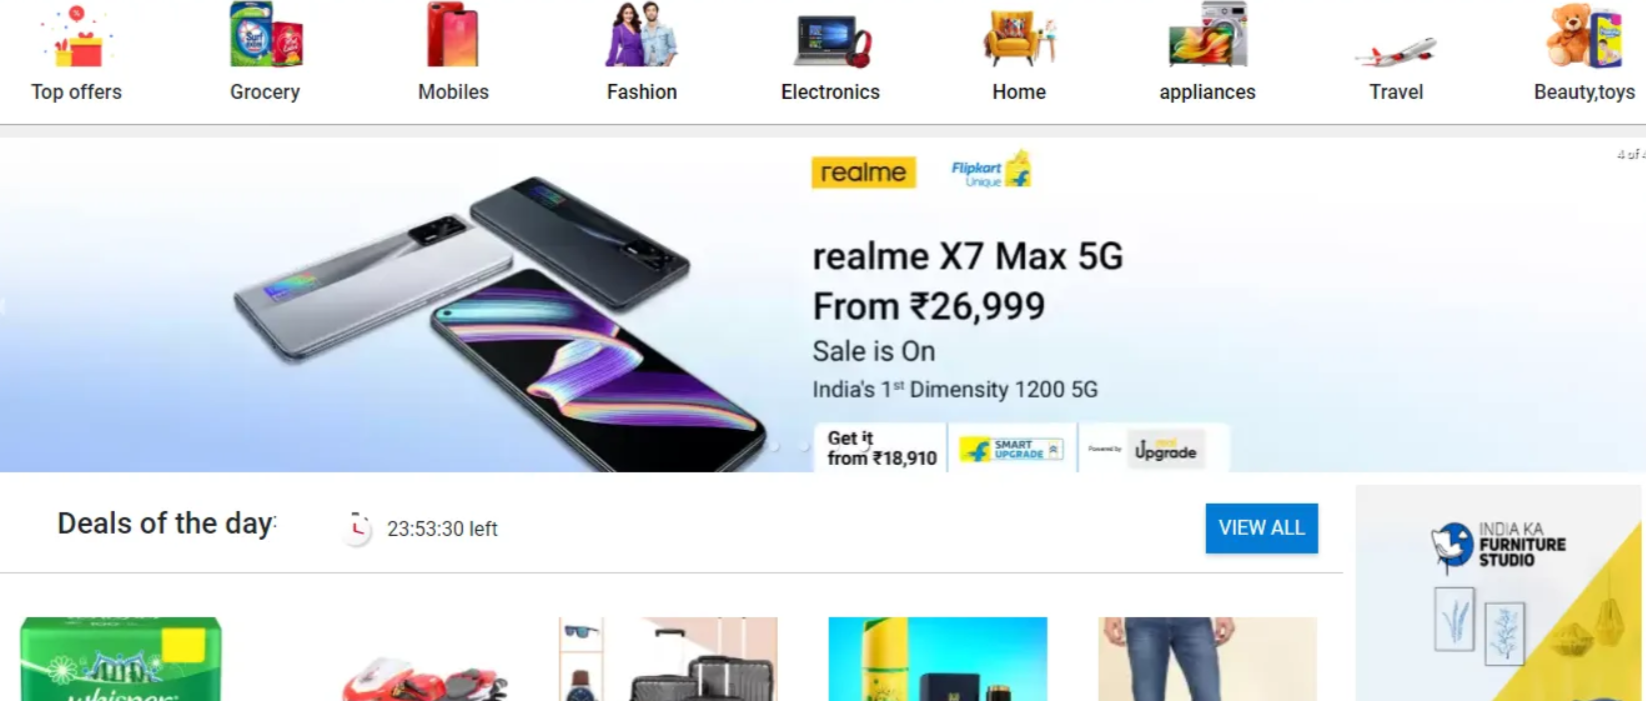 Top offers
Grocery
Mobiles
Fashion
Electronics
Home
appliances
Travel
Beauty,toys
4 of 4
realme
Flipkart
Unique
realme X7 Max 5G
From ₹26,999
Sale is On
India's 1st Dimensity 1200 5G
Get it
from ₹18,910
SMART
UPGRADE
Powered by
Upgrade
Deals of the day:
23:53:30 left
VIEW ALL
INDIA KA
FURNITURE
STUDIO
whisper